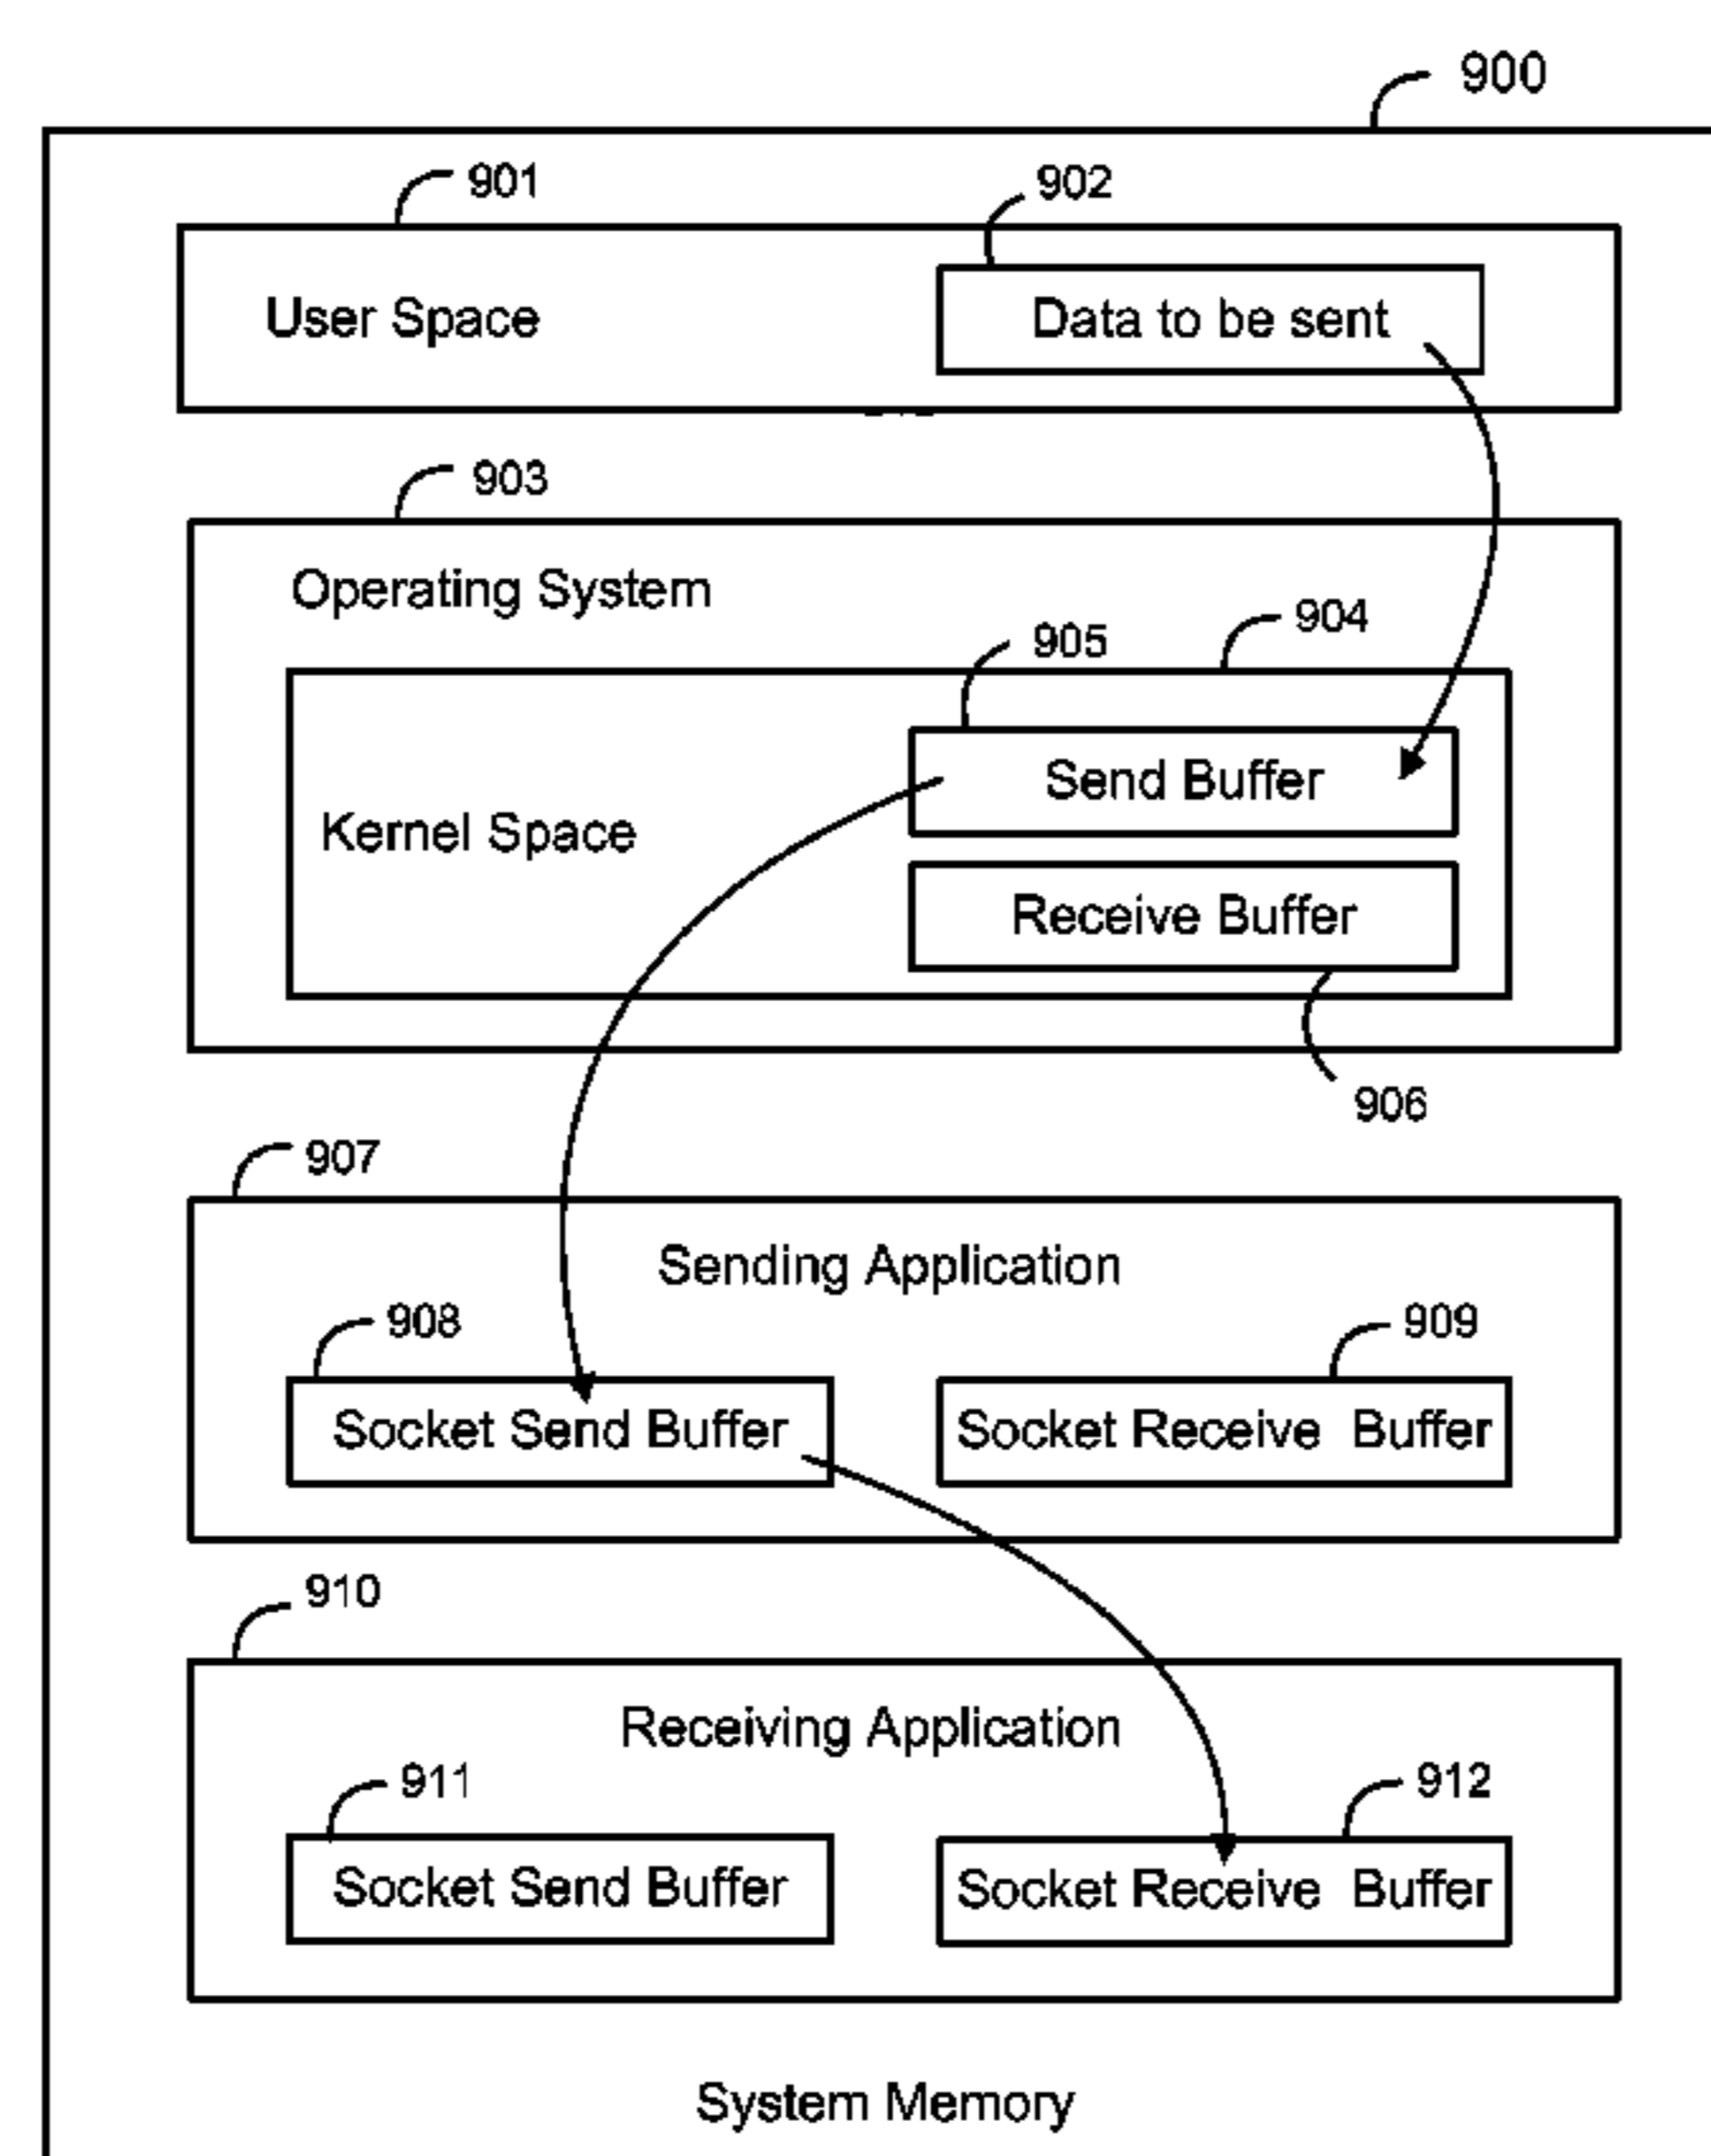 900
901
902
User Space
Data to be sent
903
Operating System
904
905
Send Buffer
Kernel Space
Receive Buffer
906
907
Sending Application
908
909
Socket Send Buffer
Socket Receive Buffer
910
Receiving Application
911
912
Socket Send Buffer
Socket Receive Buffer
System Memory